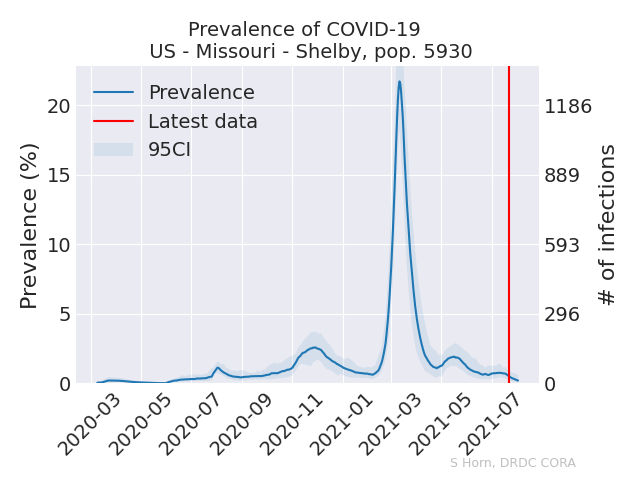 Prevalence of COVID-19
US - Missouri - Shelby, pop. 5930
Prevalence
Latest data
95CI
Prevalence (%)
20
15
10
5
0
1186
889
593
296
0
# of infections
2020-03
2020-05
2020-07
2020-09
2020-11
2021-01
2021-03
2021-05
2021-07
S Horn, DRDC CORA